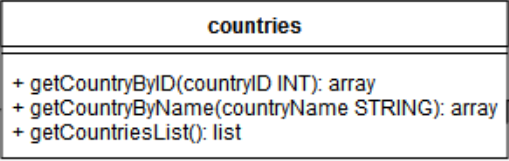 countries
+ getCountryByID(countryID INT): array
+ getCountryByName(countryName STRING): array
+ getCountriesList(): list